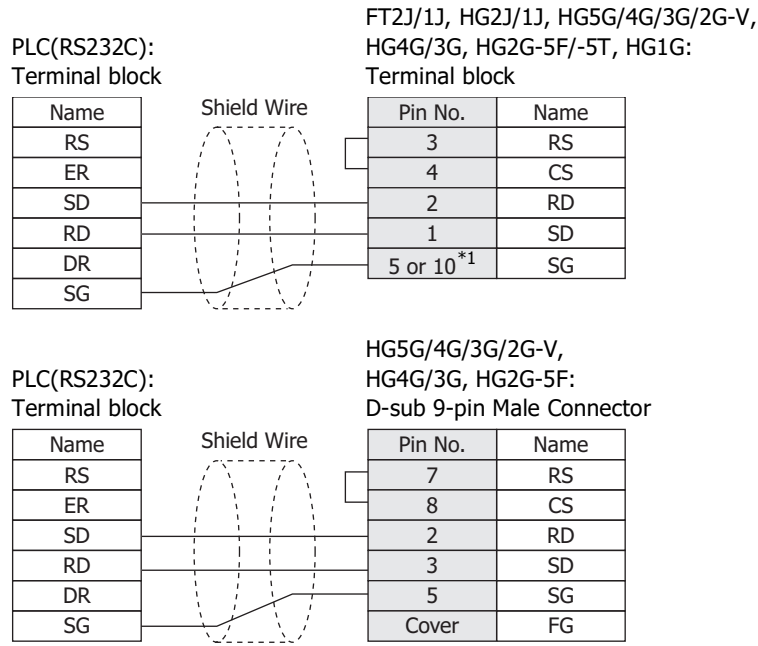 FT2J/1J, HG2J/1J, HG5G/4G/3G/2G-V,
PLC(RS232C): HG4G/3G, HG2G-5F/-5T, HG1G:
Terminal block Terminal block
Name Shield Wire Pin No. Name
RS 3 RS
ER 4 CS
SD 2 RD
RD 1 SD
DR 5 or 10*1 SG
SG
HG5G/4G/3G/2G-V,
PLC(RS232C): HG4G/3G, HG2G-5F:
Terminal block D-sub 9-pin Male Connector
Name Shield Wire Pin No. Name
RS 7 RS
ER 8 CS
SD 2 RD
RD 3 SD
DR 5 SG
SG Cover FG